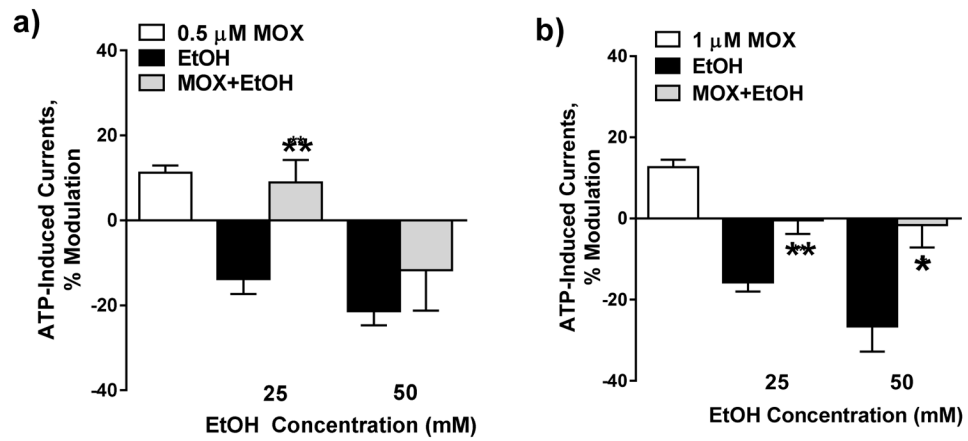 a)
0.5 μM MOX
EtOH
MOX+EtOH
ATP-Induced Currents,
% Modulation
40
20
0
-20
-40
**
25
50
EtOH Concentration (mM)
b)
1 μM MOX
EtOH
MOX+EtOH
ATP-Induced Currents,
% Modulation
40
20
0
-20
-40
**
*
25
50
EtOH Concentration (mM)